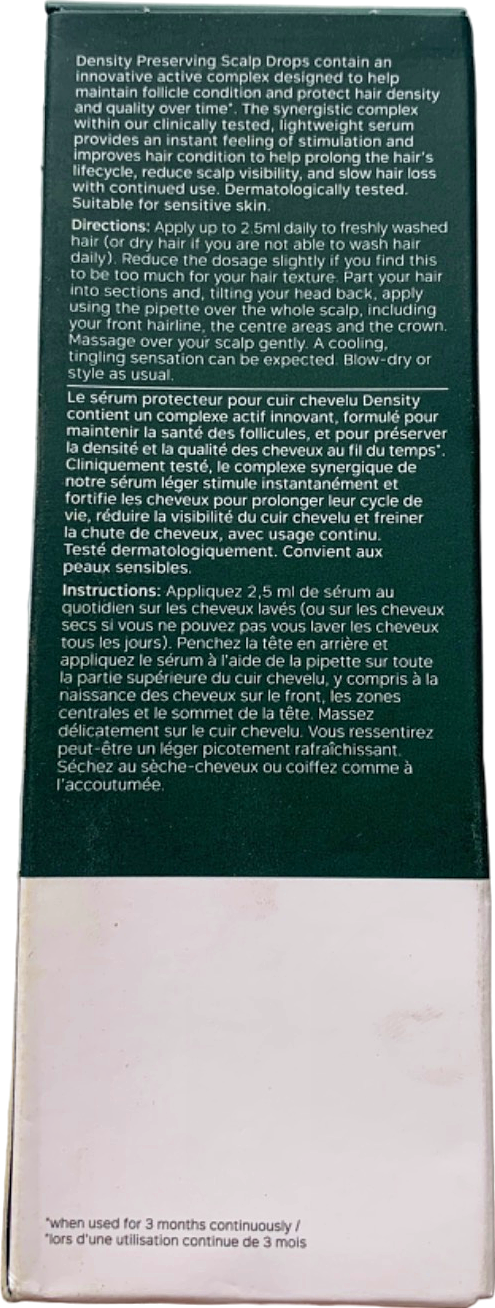 Density Preserving Scalp Drops contain an
innovative active complex designed to help
maintain follicle condition and protect hair density
and quality over time*. The synergistic complex
within our clinically tested, lightweight serum
provides an instant feeling of stimulation and
improves hair condition to help prolong the hair's
lifecycle, reduce scalp visibility, and slow hair loss
with continued use. Dermatologically tested.
Suitable for sensitive skin.
Directions: Apply up to 2.5ml daily to freshly washed
hair (or dry hair if you are not able to wash hair
daily). Reduce the dosage slightly if you find this
to be too much for your hair texture. Part your hair
into sections and, tilting your head back, apply
using the pipette over the whole scalp, including
your front hairline, the centre areas and the crown.
Massage over your scalp gently. A cooling,
tingling sensation can be expected. Blow-dry or
style as usual.
Le sérum protecteur pour cuir chevelu Density
contient un complexe actif innovant, formulé pour
maintenir la santé des follicules, et pour préserver
la densité et la qualité des cheveux au fil du temps*.
Cliniquement testé, le complexe synergique de
notre sérum léger stimule instantanément et
fortifie les cheveux pour prolonger leur cycle de
vie, réduire la visibilité du cuir chevelu et freiner
la chute de cheveux, avec usage continu.
Testé dermatologiquement. Convient aux
peaux sensibles.
Instructions: Appliquez 2,5 ml de sérum au
quotidien sur les cheveux lavés (ou sur les cheveux
secs si vous ne pouvez pas vous laver les cheveux
tous les jours). Penchez la tête en arrière et
appliquez le sérum à l'aide de la pipette sur toute
la partie supérieure du cuir chevelu, y compris à la
naissance des cheveux sur le front, les zones
centrales et le sommet de la tête. Massez
délicatement sur le cuir chevelu. Vous ressentirez
peut-être un léger picotement rafraîchissant.
Séchez au sèche-cheveux ou coiffez comme à
l'accoutumée.
*when used for 3 months continuously /
*lors d'une utilisation continue de 3 mois